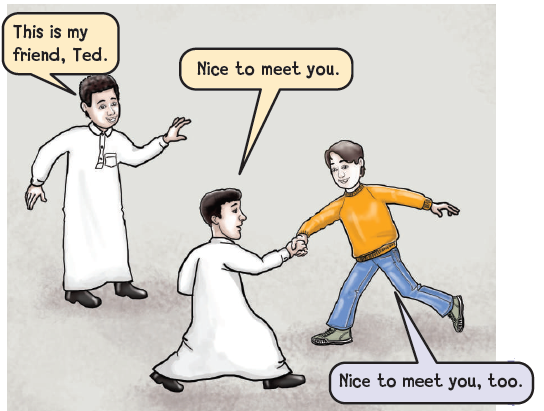 This is my
friend, Ted.
Nice to meet you.
Nice to meet you, too.